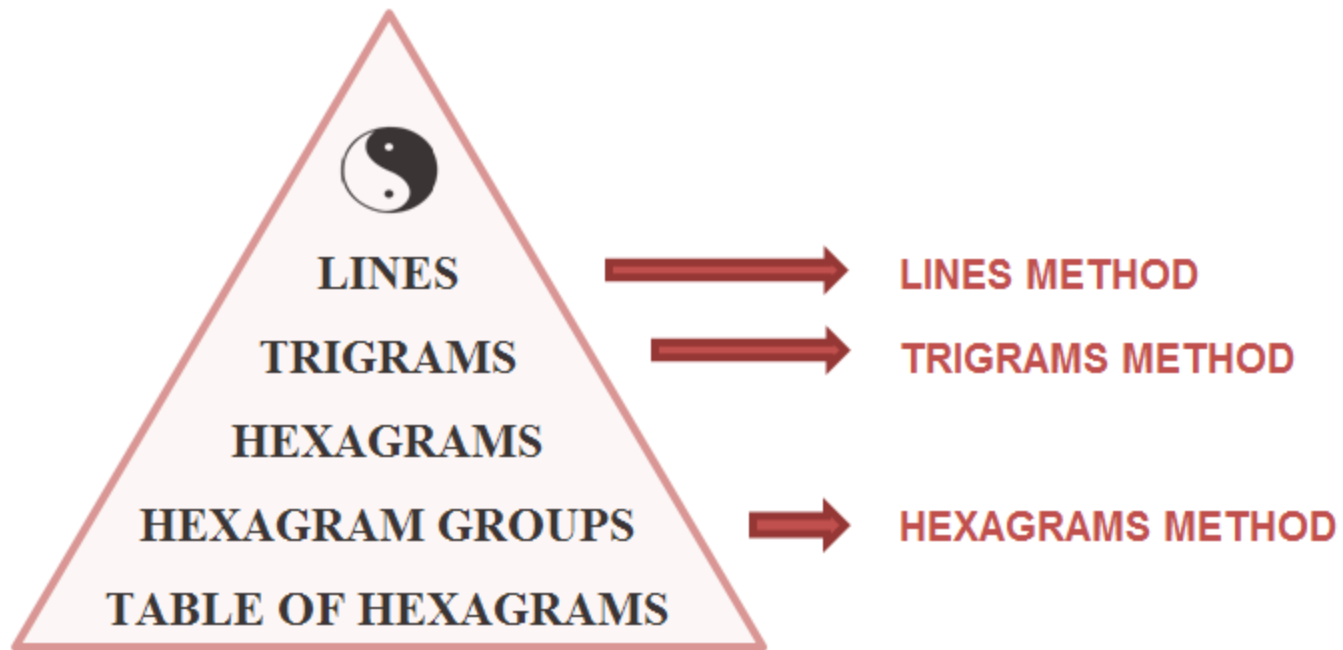 LINES
LINES METHOD
TRIGRAMS
TRIGRAMS METHOD
HEXAGRAMS
HEXAGRAM GROUPS
HEXAGRAMS METHOD
TABLE OF HEXAGRAMS